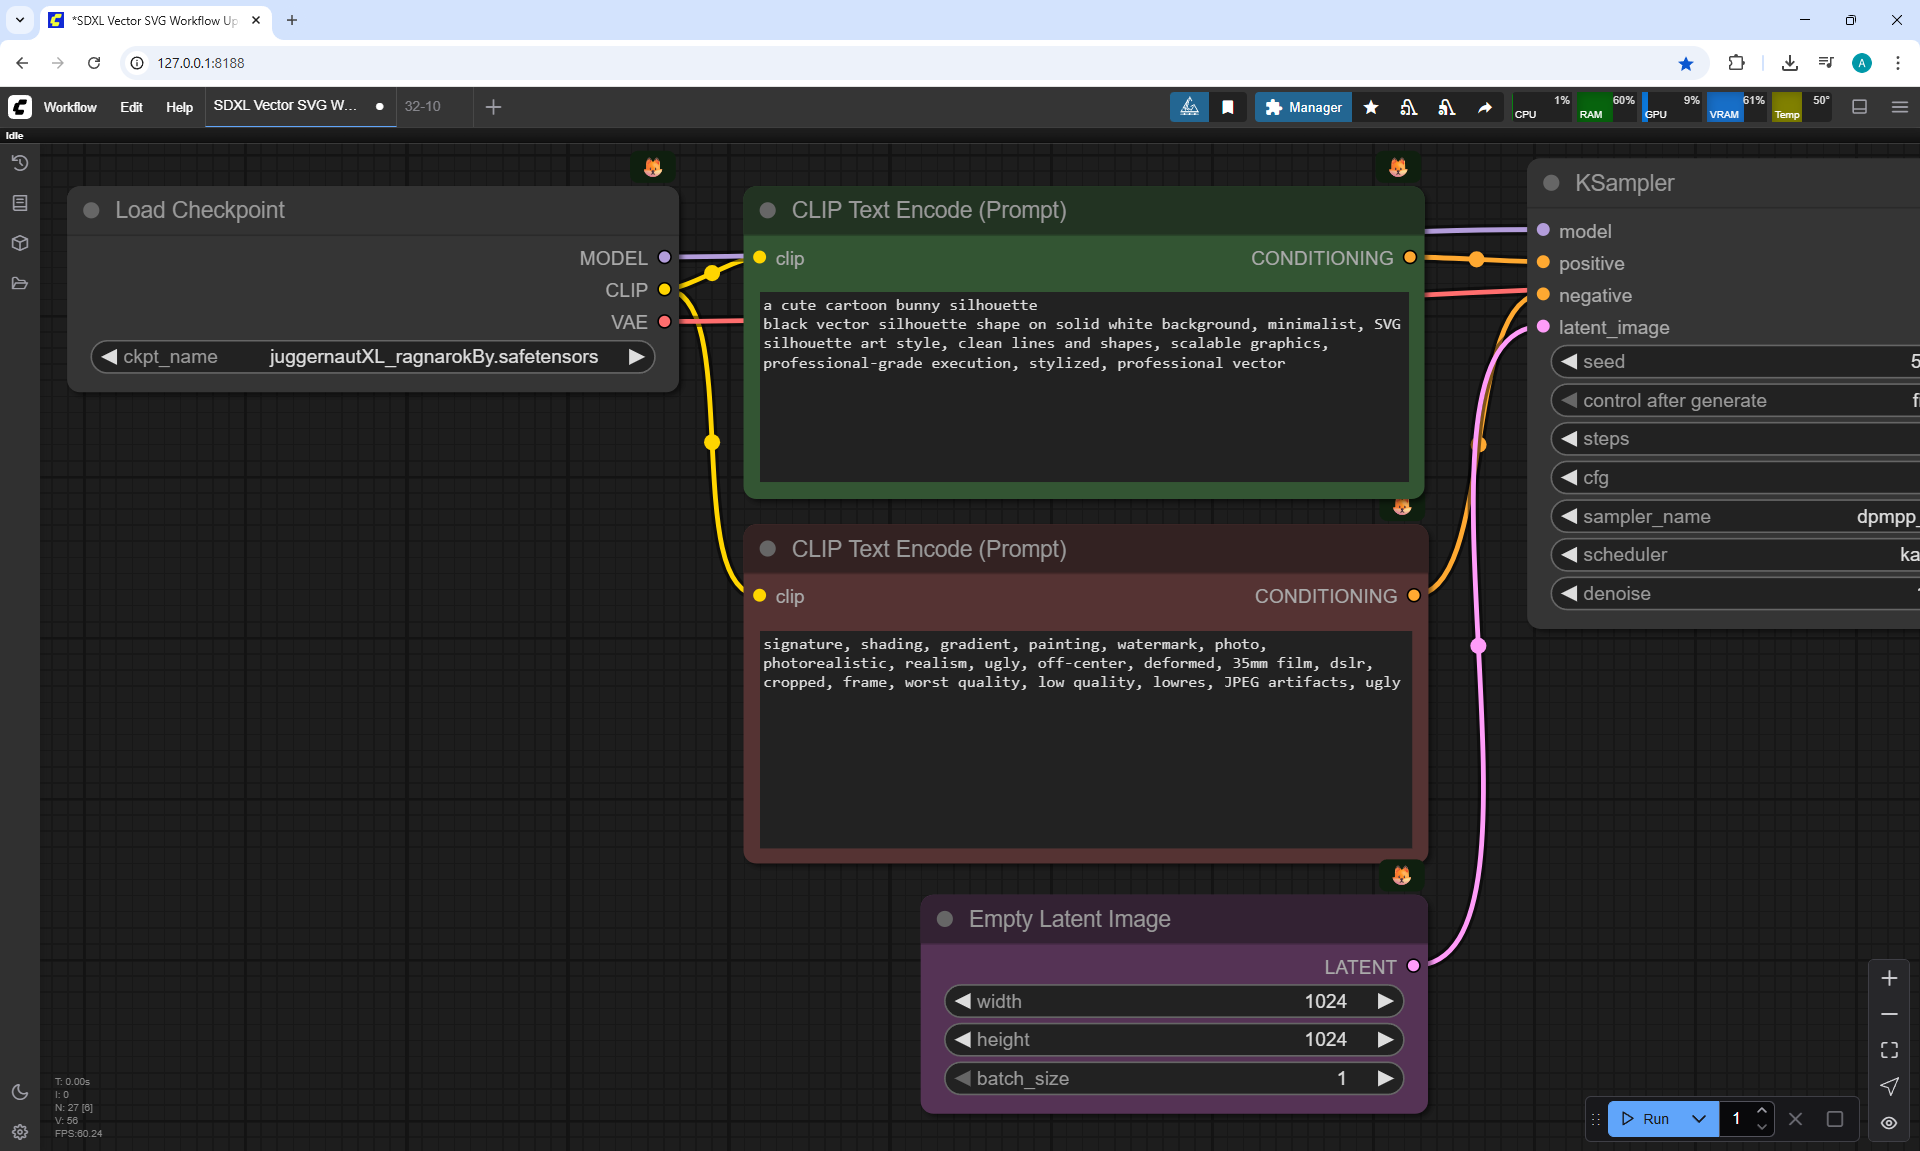 *SDXL Vector SVG Workflow Up
127.0.0.1:8188
A
Workflow
Edit
Help
SDXL Vector SVG W...
32-10
Manager
CPU
1%
RAM
60%
GPU
9%
VRAM
61%
Temp
50°
Idle
Load Checkpoint
MODEL
CLIP
VAE
ckpt_name juggernautXL_ragnarokBy.safetensors
CLIP Text Encode (Prompt)
clip CONDITIONING
a cute cartoon bunny silhouette
black vector silhouette shape on solid white background, minimalist, SVG
silhouette art style, clean lines and shapes, scalable graphics,
professional-grade execution, stylized, professional vector
CLIP Text Encode (Prompt)
clip CONDITIONING
signature, shading, gradient, painting, watermark, photo,
photorealistic, realism, ugly, off-center, deformed, 35mm film, dslr,
cropped, frame, worst quality, low quality, lowres, JPEG artifacts, ugly
Empty Latent Image
LATENT
width 1024
height 1024
batch_size 1
KSampler
model
positive
negative
latent_image
seed 5
control after generate
steps
cfg
sampler_name dpmpp_
scheduler ka
denoise
T: 0.00s
I: 0
N: 27 [6]
V: 56
FPS:60.24
Run 1